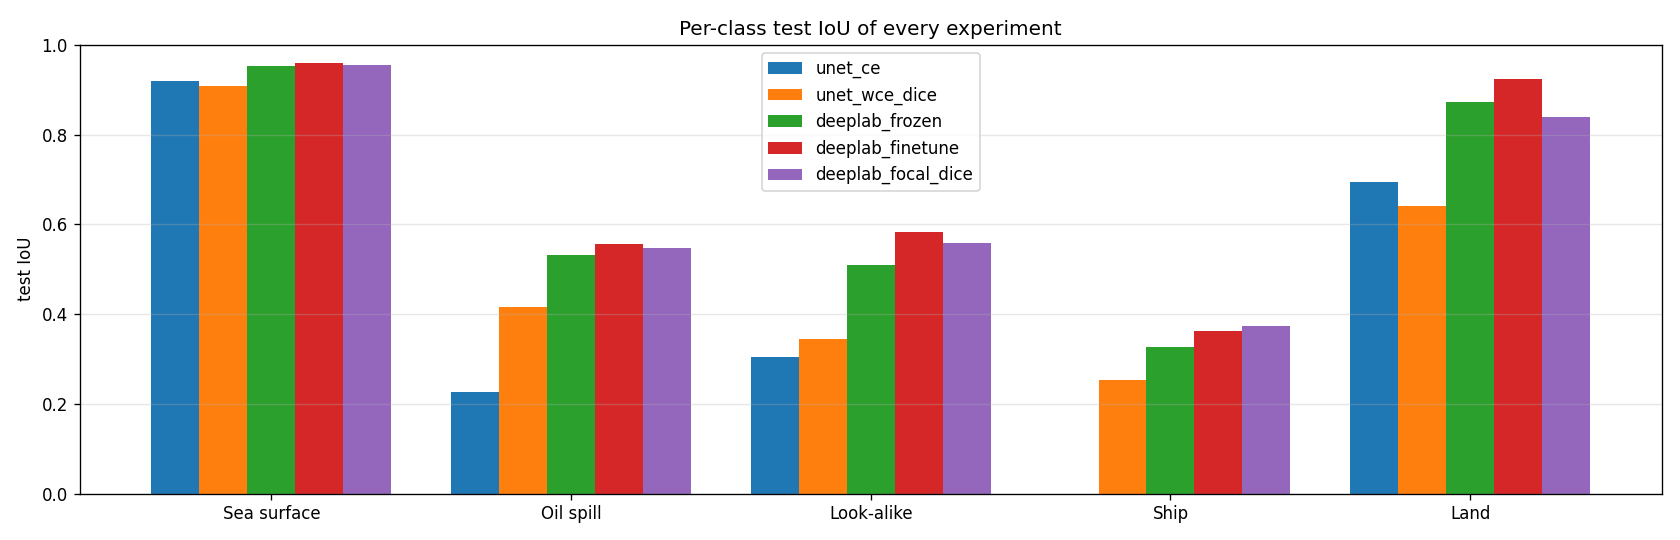 Per-class test IoU of every experiment
1.0
0.8
0.6
0.4
0.2
0.0
test IoU
unet_ce
unet_wce_dice
deeplab_frozen
deeplab_finetune
deeplab_focal_dice
Sea surface
Oil spill
Look-alike
Ship
Land